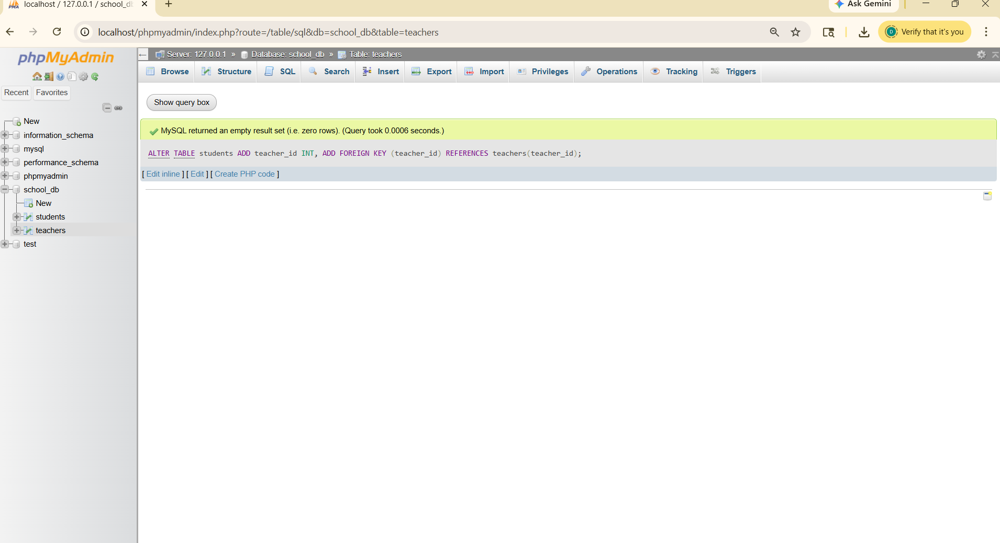 localhost / 127.0.0.1 / school_db
Ask Gemini
localhost/phpmyadmin/index.php?route=/table/sql&db=school_db&table=teachers
D
Verify that it's you
phpMyAdmin
Recent
Favorites
New
information_schema
mysql
performance_schema
phpmyadmin
school_db
New
students
teachers
test
Server: 127.0.0.1 » Database: school_db » Table: teachers
Browse Structure SQL Search Insert Export Import Privileges Operations Tracking Triggers
Show query box
MySQL returned an empty result set (i.e. zero rows). (Query took 0.0006 seconds.)
ALTER TABLE students ADD teacher_id INT, ADD FOREIGN KEY (teacher_id) REFERENCES teachers(teacher_id);
[ Edit inline ] [ Edit ] [ Create PHP code ]